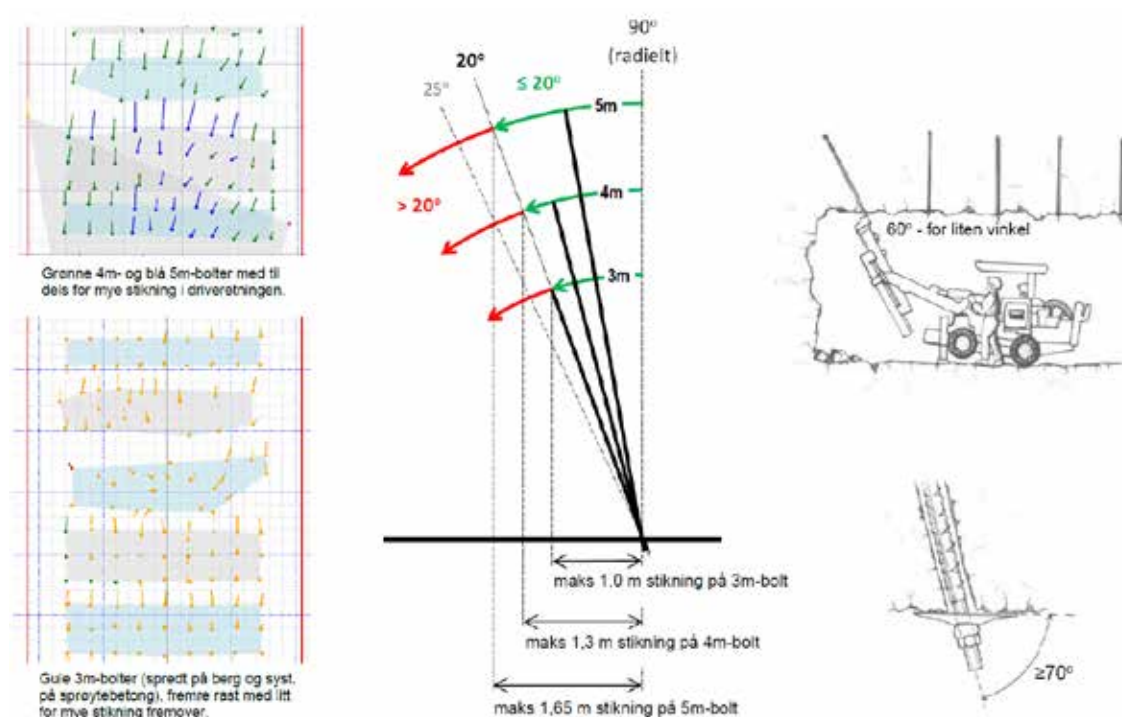 Grønne 4m- og blå 5m-bolter med til
dels for mye stikning i driveretningen.
Gule 3m-bolter (spredt på berg og syst.
på sprøytebetong), fremre rast med litt
for mye stikning fremover.
90°
(radielt)
20°
25°
≤ 20°
> 20°
5m
4m
3m
maks 1.0 m stikning på 3m-bolt
maks 1,3 m stikning på 4m-bolt
maks 1,65 m stikning på 5m-bolt
60° - for liten vinkel
≥70°